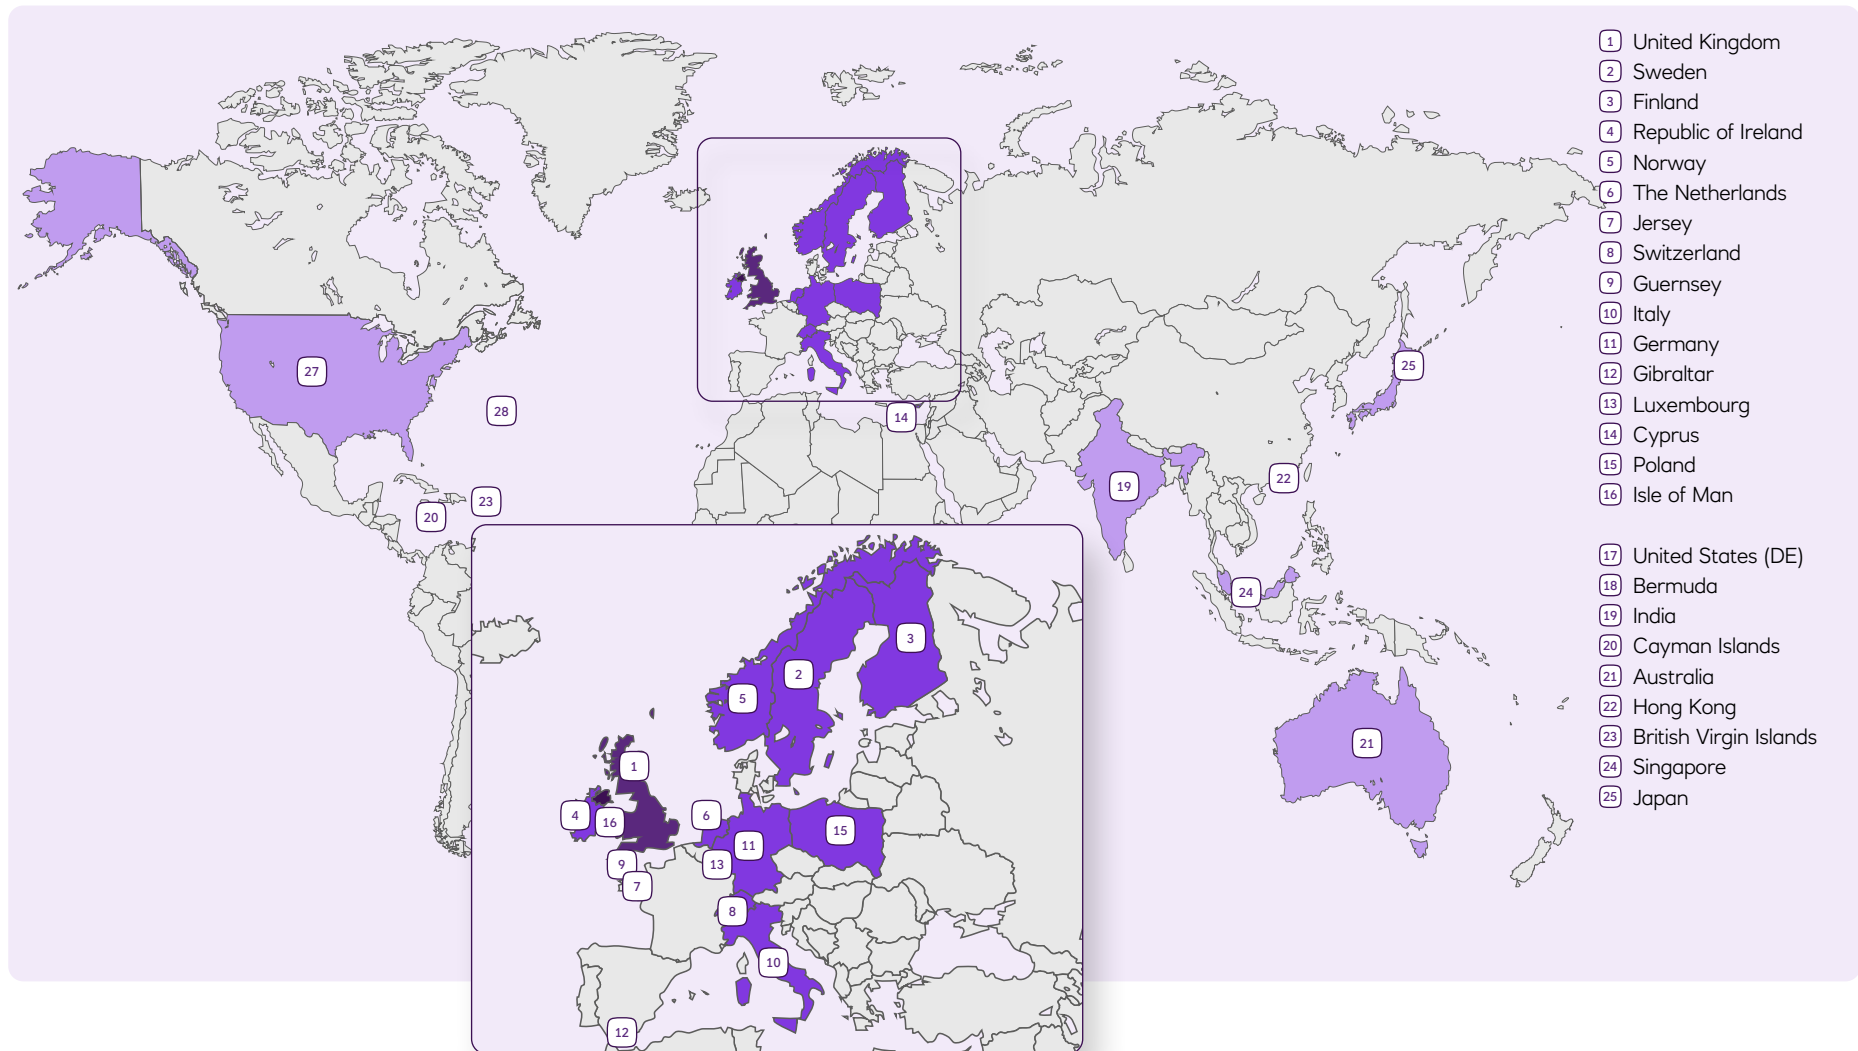 1 United Kingdom
2 Sweden
3 Finland
4 Republic of Ireland
5 Norway
6 The Netherlands
7 Jersey
8 Switzerland
9 Guernsey
10 Italy
11 Germany
12 Gibraltar
13 Luxembourg
14 Cyprus
15 Poland
16 Isle of Man
17 United States (DE)
18 Bermuda
19 India
20 Cayman Islands
21 Australia
22 Hong Kong
23 British Virgin Islands
24 Singapore
25 Japan
27
28
25
14
22
19
23
20
24
3
2
5
21
1
4
16
6
15
11
9
13
7
8
10
12